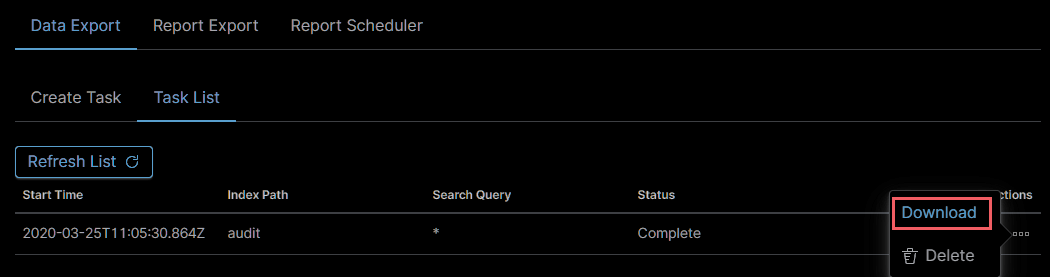 Data Export Report Export Report Scheduler
Create Task Task List
Refresh List
Start Time Index Path Search Query Status ctions
2020-03-25T11:05:30.864Z audit * Complete
Download
Delete